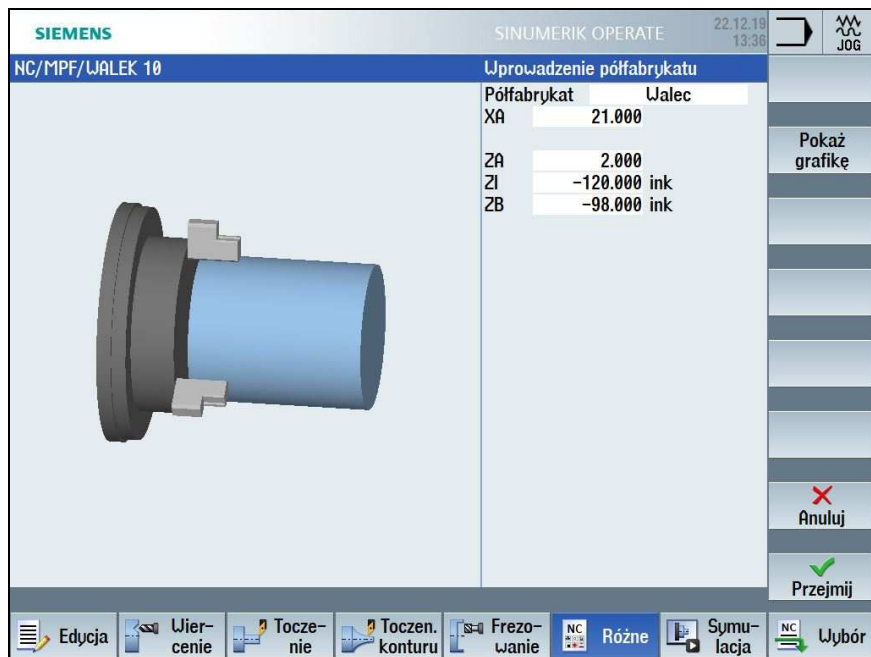 SIEMENS
SINUMERIK OPERATE
22.12.19
13:36
JOG
NC/MPF/WALEK 10
Wprowadzenie półfabrykatu
Półfabrykat Walec
XA 21.000
ZA 2.000
ZI -120.000 ink
ZB -98.000 ink
Pokaż
grafikę
Anuluj
Przejmij
Edycja
Wier-
cenie
Tocze-
nie
Toczen.
konturu
Frezo-
wanie
NC
Różne
Symu-
lacja
NC
Wybór